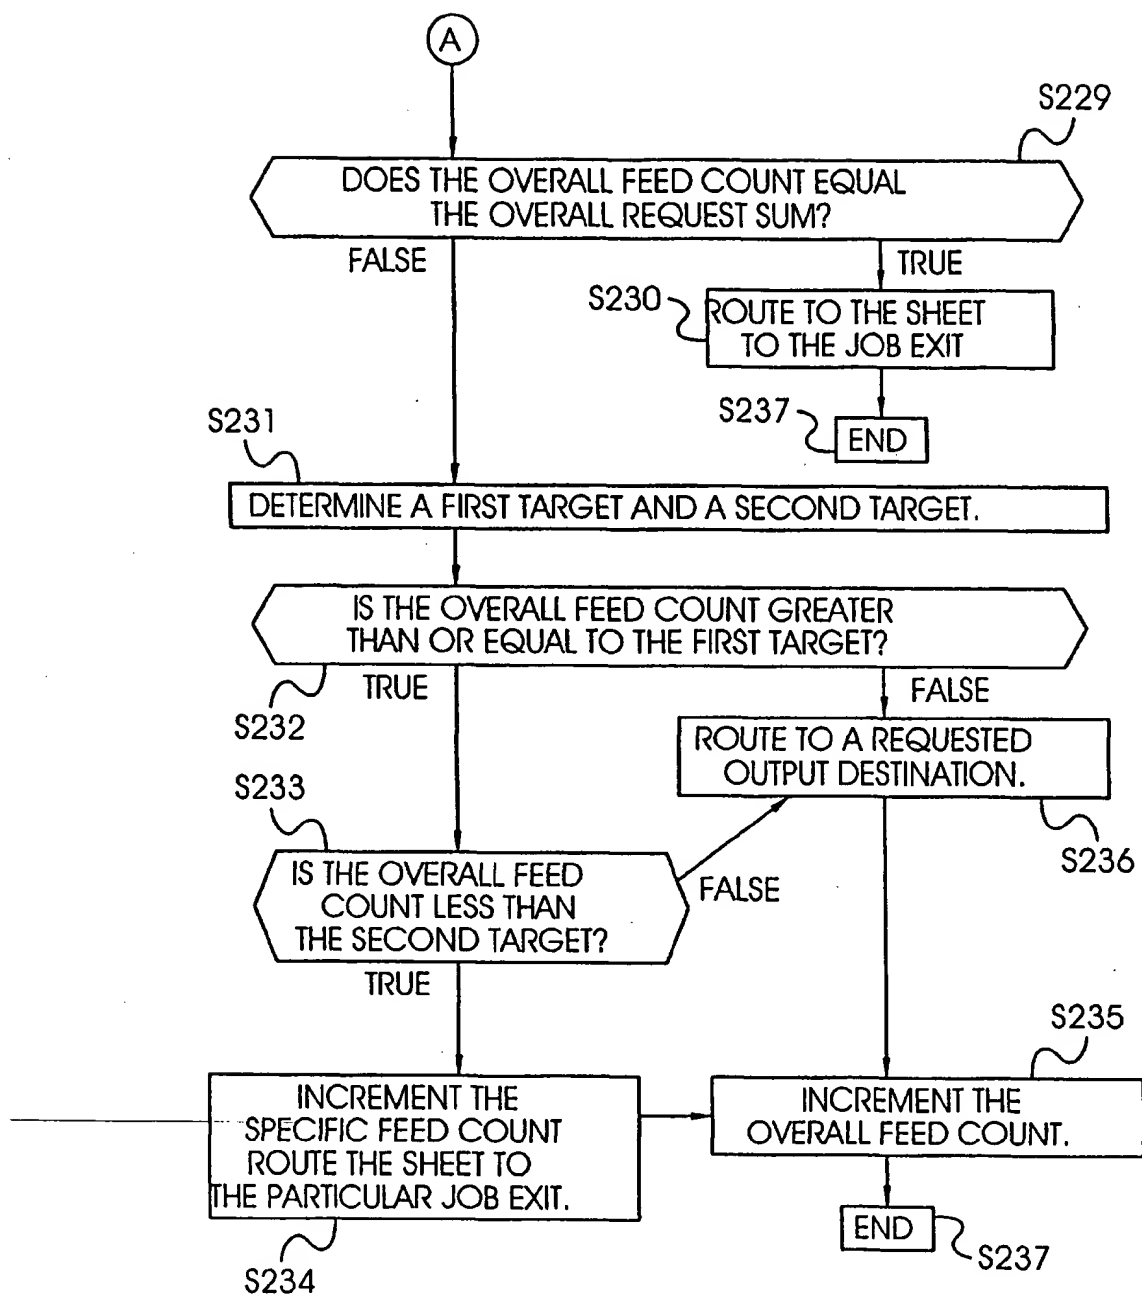 A
S229
DOES THE OVERALL FEED COUNT EQUAL
THE OVERALL REQUEST SUM?
FALSE
TRUE
S230
ROUTE TO THE SHEET
TO THE JOB EXIT
S237
END
S231
DETERMINE A FIRST TARGET AND A SECOND TARGET.
IS THE OVERALL FEED COUNT GREATER
THAN OR EQUAL TO THE FIRST TARGET?
TRUE
FALSE
S232
ROUTE TO A REQUESTED
OUTPUT DESTINATION.
S233
S236
IS THE OVERALL FEED
COUNT LESS THAN
THE SECOND TARGET?
FALSE
TRUE
S235
INCREMENT THE
SPECIFIC FEED COUNT
ROUTE THE SHEET TO
THE PARTICULAR JOB EXIT.
INCREMENT THE
OVERALL FEED COUNT.
S234
END
S237